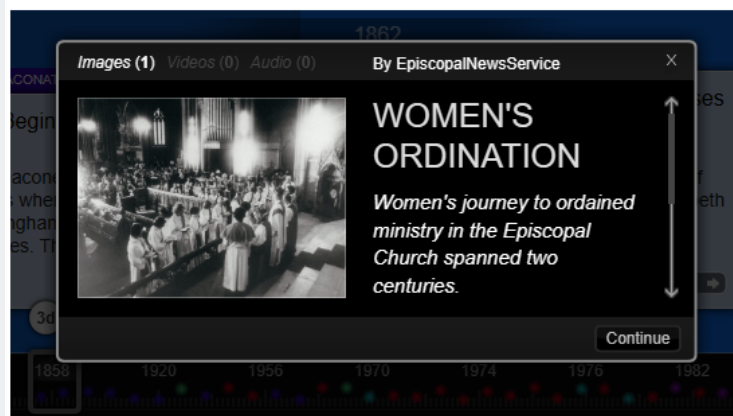 1862
Images (1) Videos (0) Audio (0) By EpiscopalNewsService X
WOMEN'S
ORDINATION
Women's journey to ordained
ministry in the Episcopal
Church spanned two
centuries.
Continue
3d
1858 1920 1956 1970 1974 1976 1982